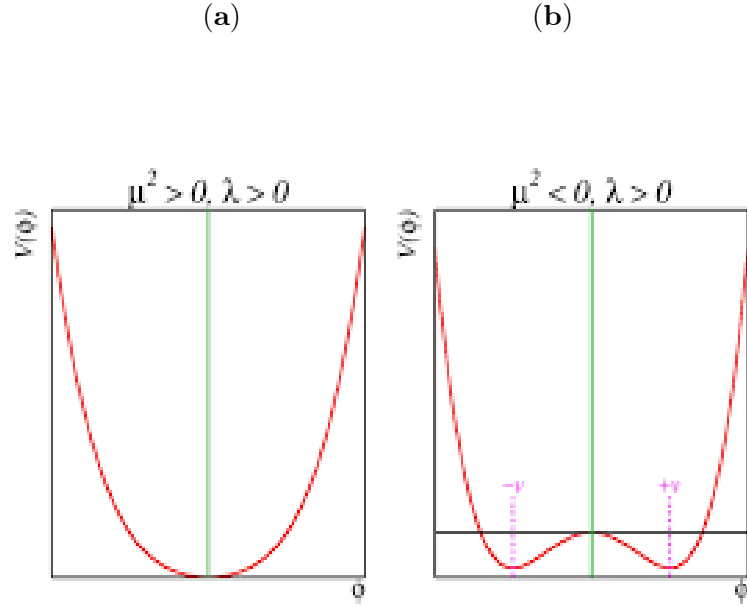 (a) (b)
μ² > 0, λ > 0
μ² < 0, λ > 0
V(ϕ)
V(ϕ)
−v
+v
ϕ
ϕ